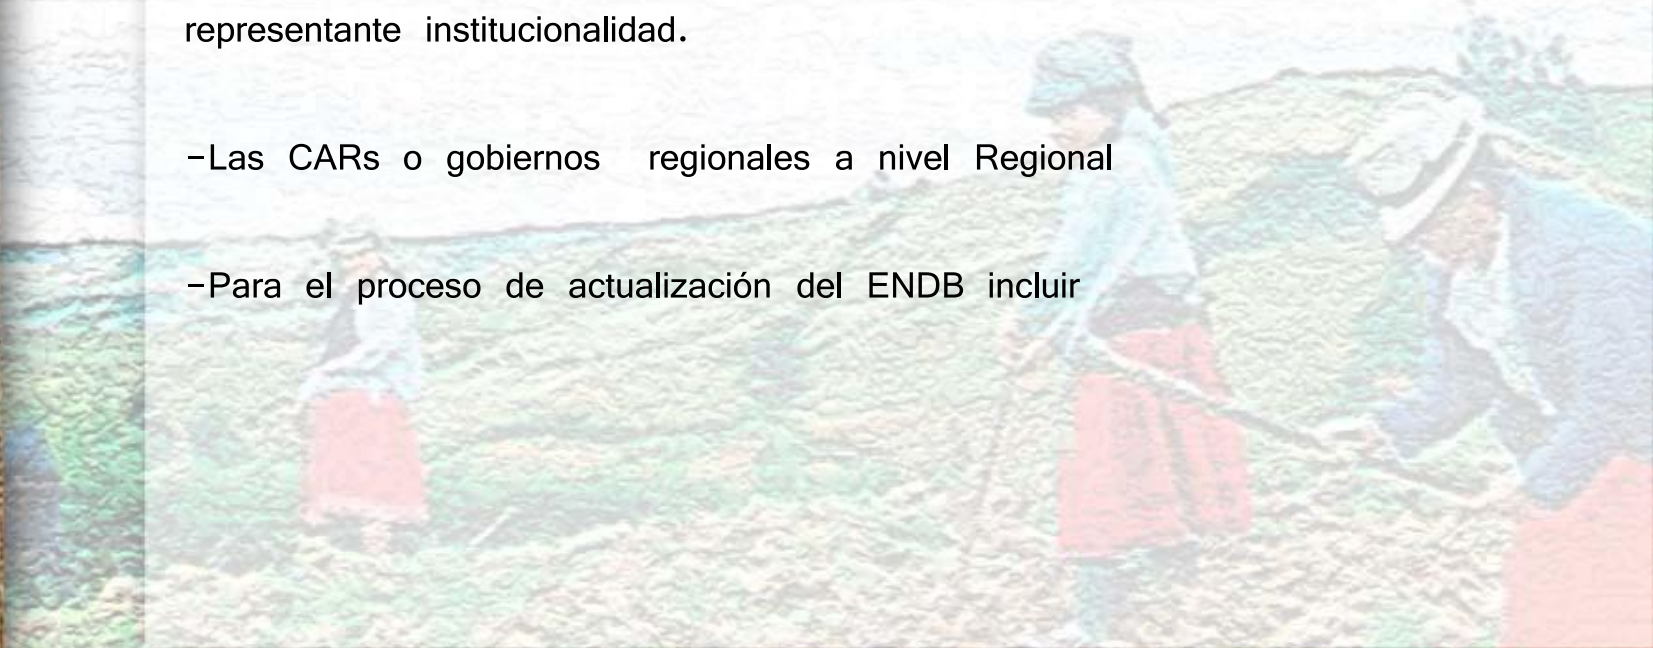 representante institucionalidad.
-Las CARs o gobiernos regionales a nivel Regional
-Para el proceso de actualización del ENDB incluir